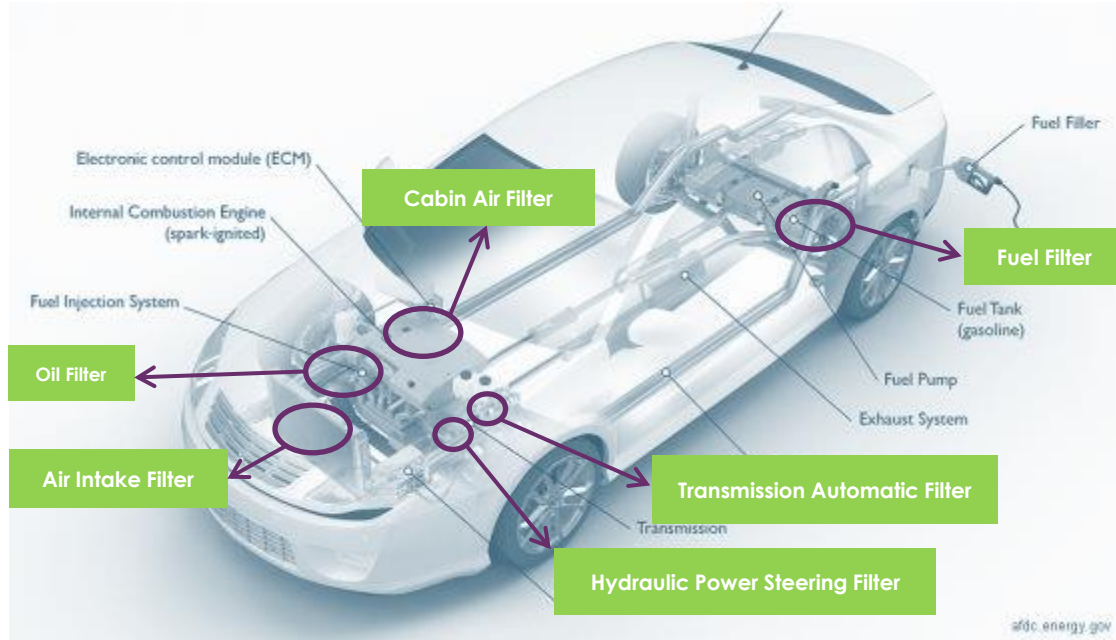 Fuel Filler
Electronic control module (ECM)
Cabin Air Filter
Internal Combustion Engine
(spark-ignited)
Fuel Filter
Fuel Injection System
Fuel Tank
(gasoline)
Oil Filter
Fuel Pump
Exhaust System
Air Intake Filter
Transmission Automatic Filter
Transmission
Hydraulic Power Steering Filter
afdc.energy.gov